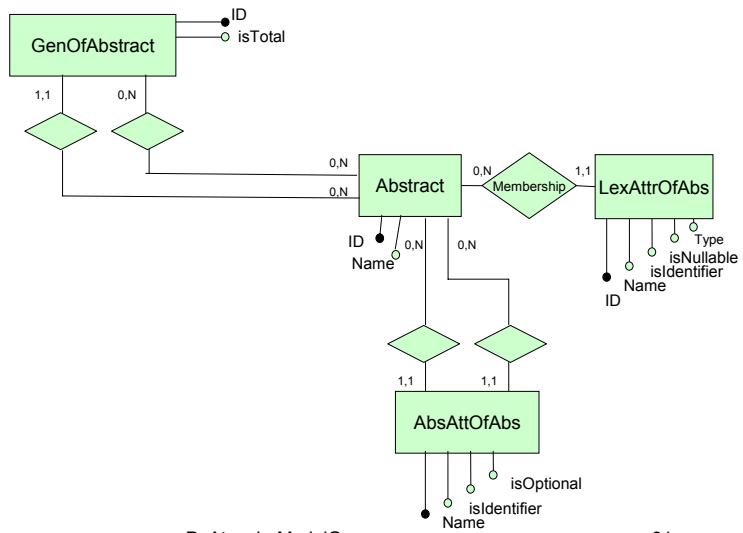 ID
isTotal
GenOfAbstract
1,1
0,N
0,N
0,N
Abstract
0,N
Membership
1,1
LexAttrOfAbs
ID
Name
0,N
0,N
Type
isNullable
isIdentifier
Name
ID
1,1
1,1
AbsAttOfAbs
isOptional
isIdentifier
Name